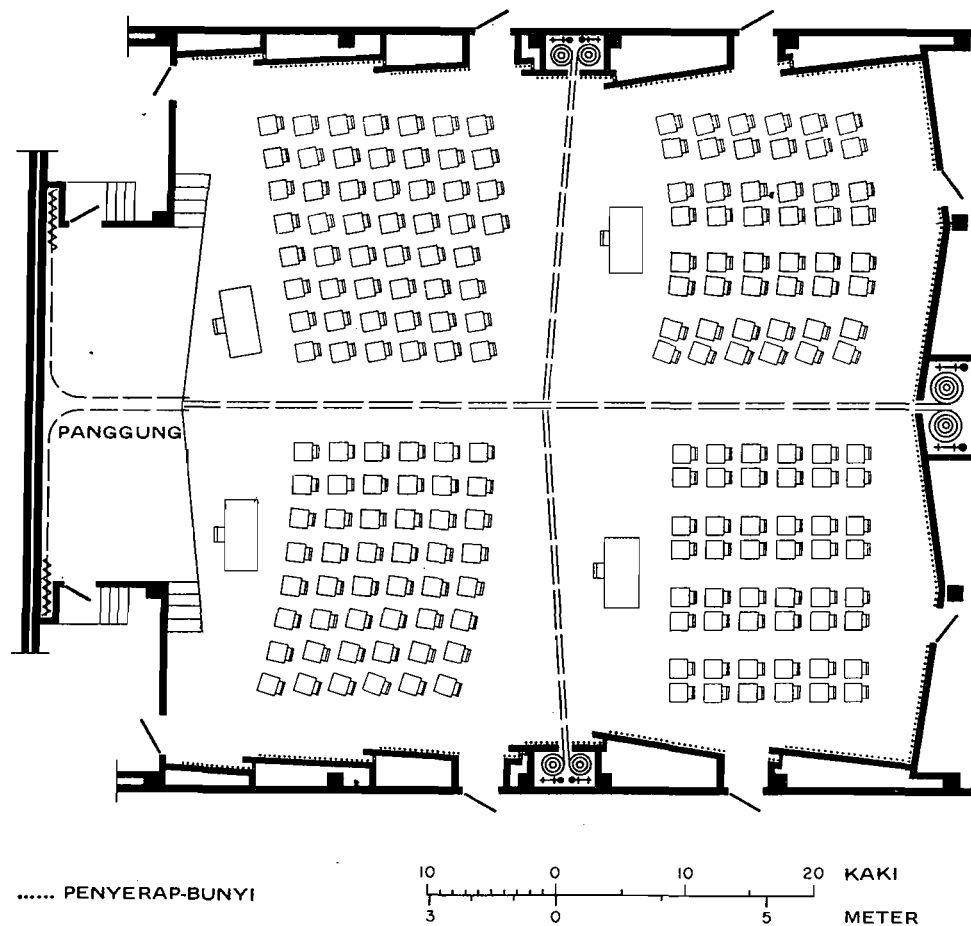 PANGGUNG
...... PENYERAP-BUNYI
10 0 10 20 KAKI
3 0 5 METER